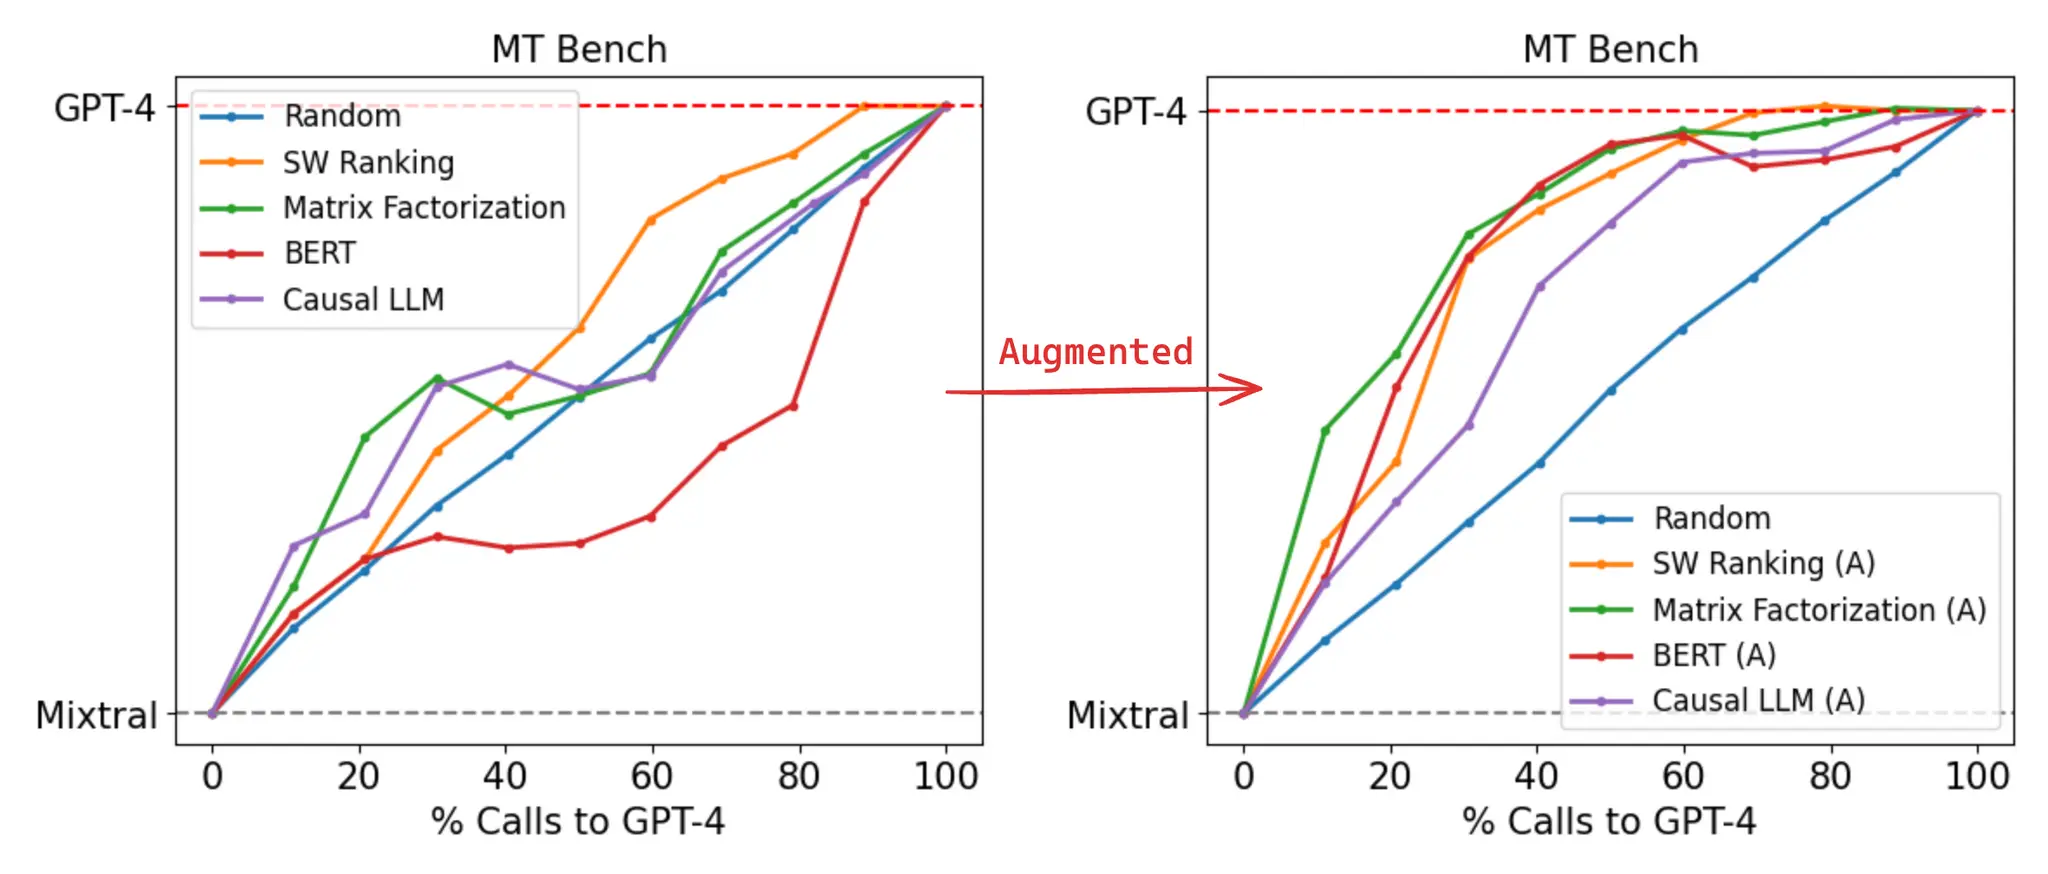 MT Bench
GPT-4
Random
SW Ranking
Matrix Factorization
BERT
Causal LLM
Mixtral
0 20 40 60 80 100
% Calls to GPT-4
Augmented
MT Bench
GPT-4
Random
SW Ranking (A)
Matrix Factorization (A)
BERT (A)
Causal LLM (A)
Mixtral
0 20 40 60 80 100
% Calls to GPT-4